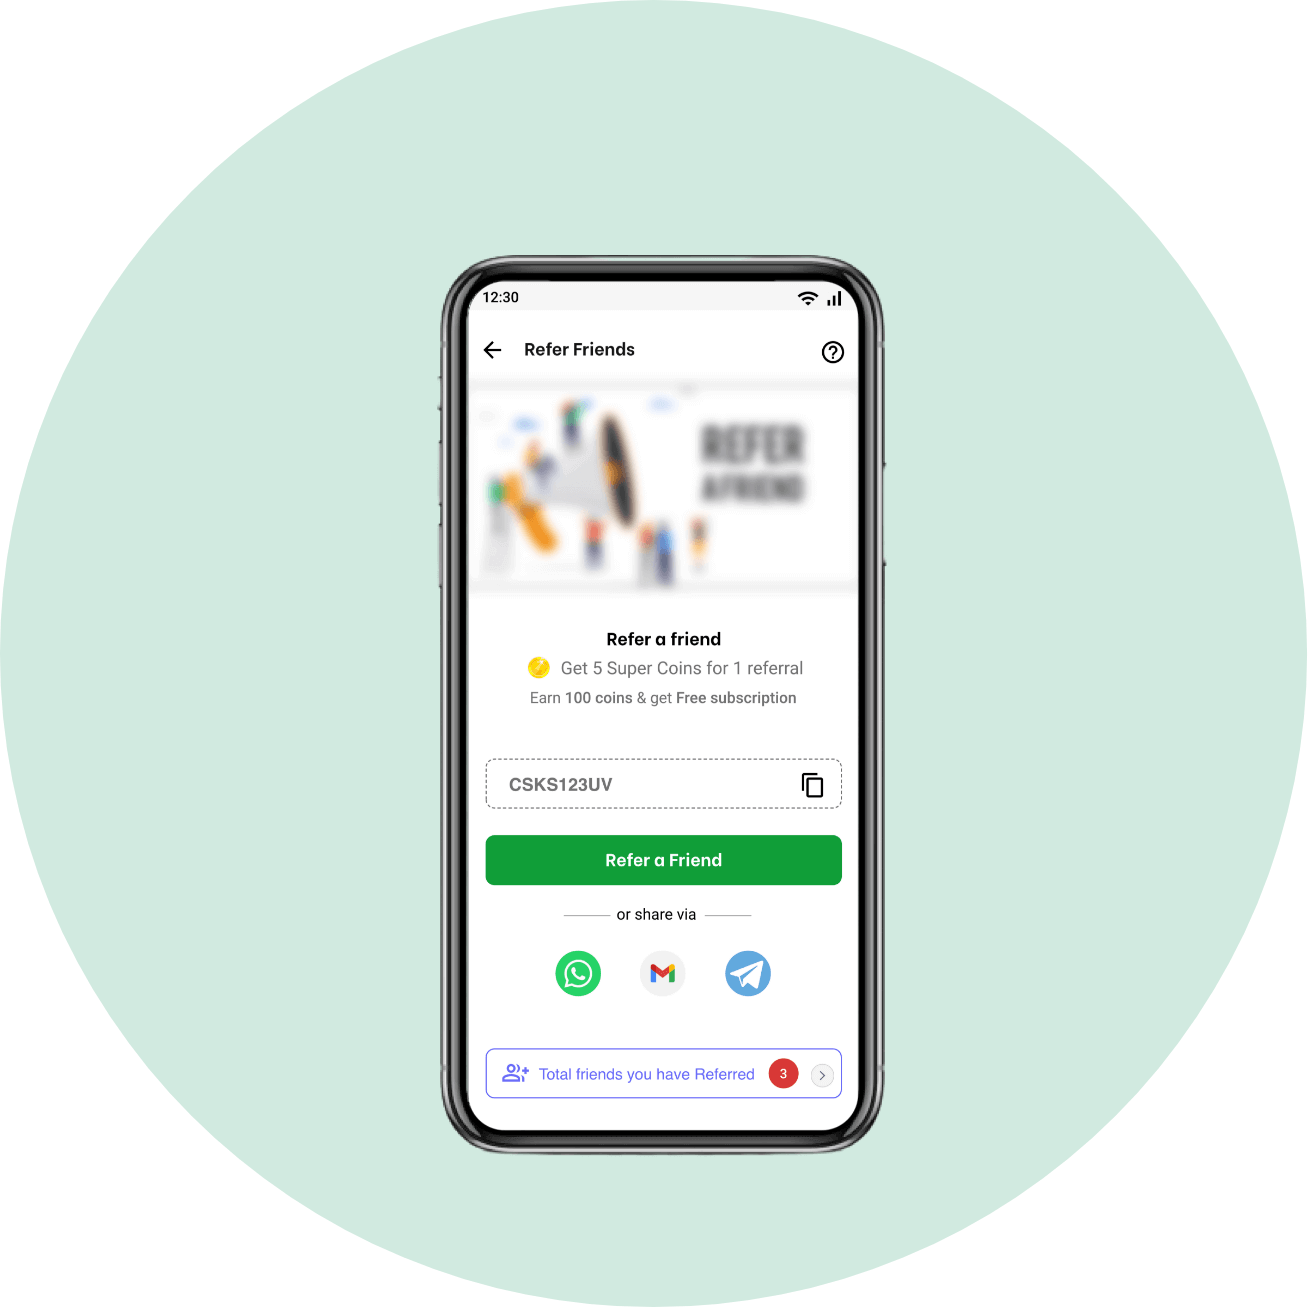 12:30
Refer Friends
REFER
A FRIEND
Refer a friend
Get 5 Super Coins for 1 referral
Earn 100 coins & get Free subscription
CSKS123UV
Refer a Friend
or share via
Total friends you have Referred 3